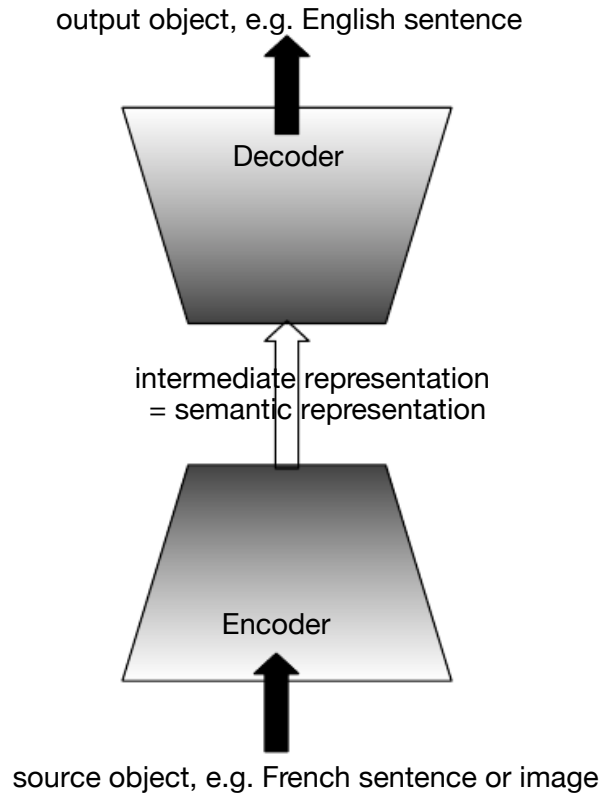 output object, e.g. English sentence
Decoder
intermediate representation
= semantic representation
Encoder
source object, e.g. French sentence or image